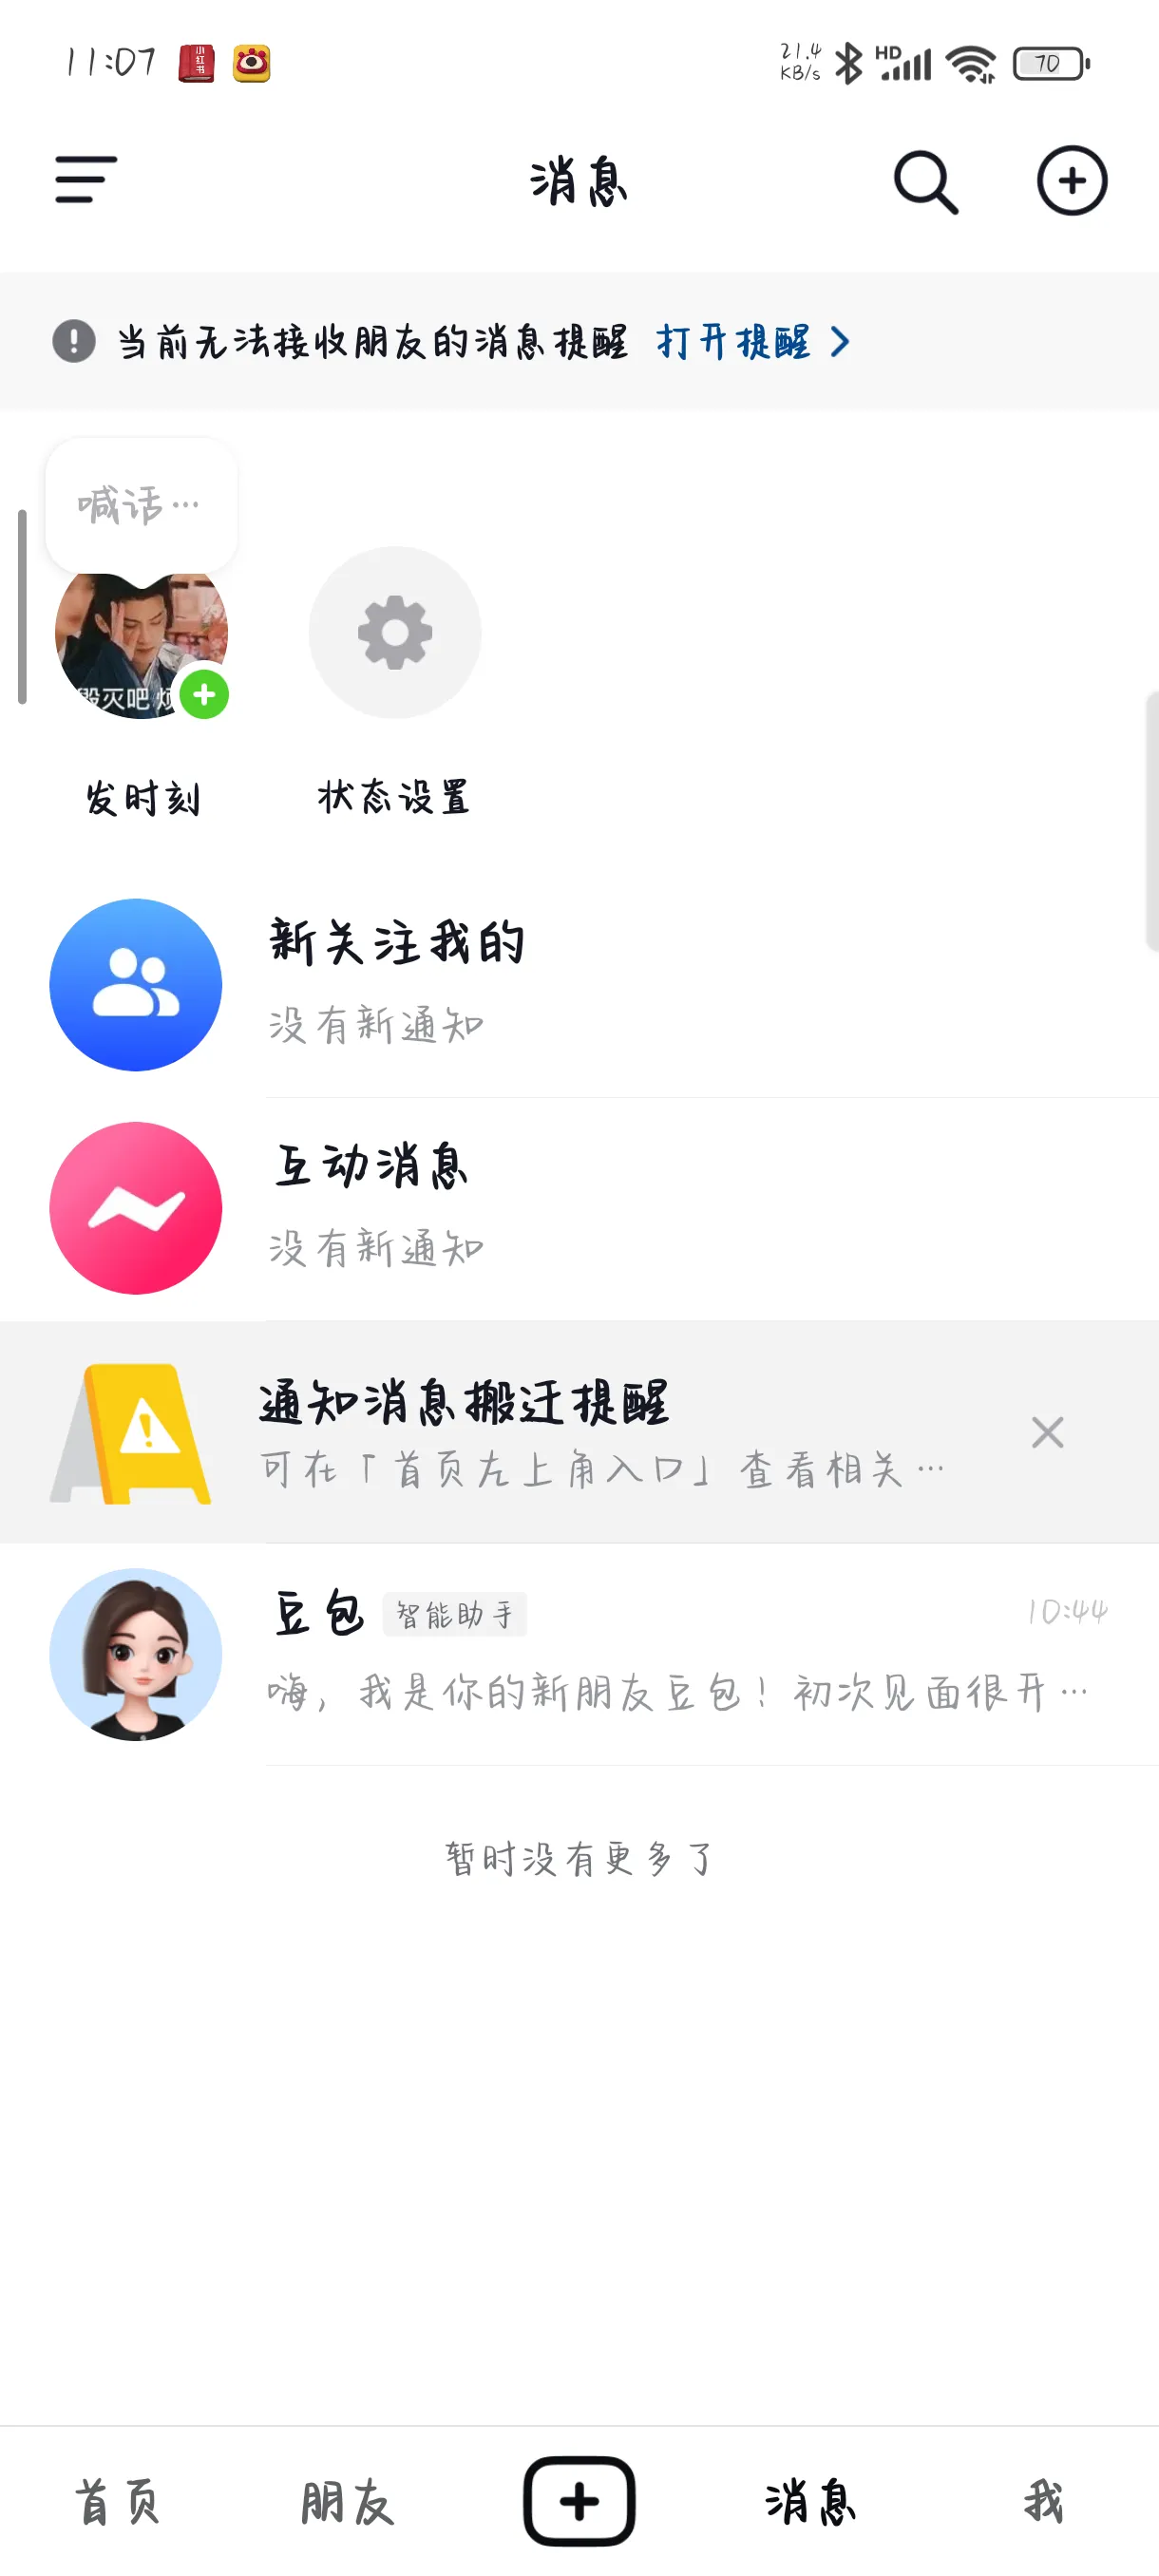 11:07 小红书 21.4 KB/s HD 70
消息
当前无法接收朋友的消息提醒 打开提醒
喊话…
毁灭吧 烦
发时刻 状态设置
新关注我的
没有新通知
互动消息
没有新通知
通知消息搬迁提醒
可在「首页左上角入口」查看相关…
豆包 智能助手 10:44
嗨，我是你的新朋友豆包！初次见面很开…
暂时没有更多了
首页 朋友 消息 我